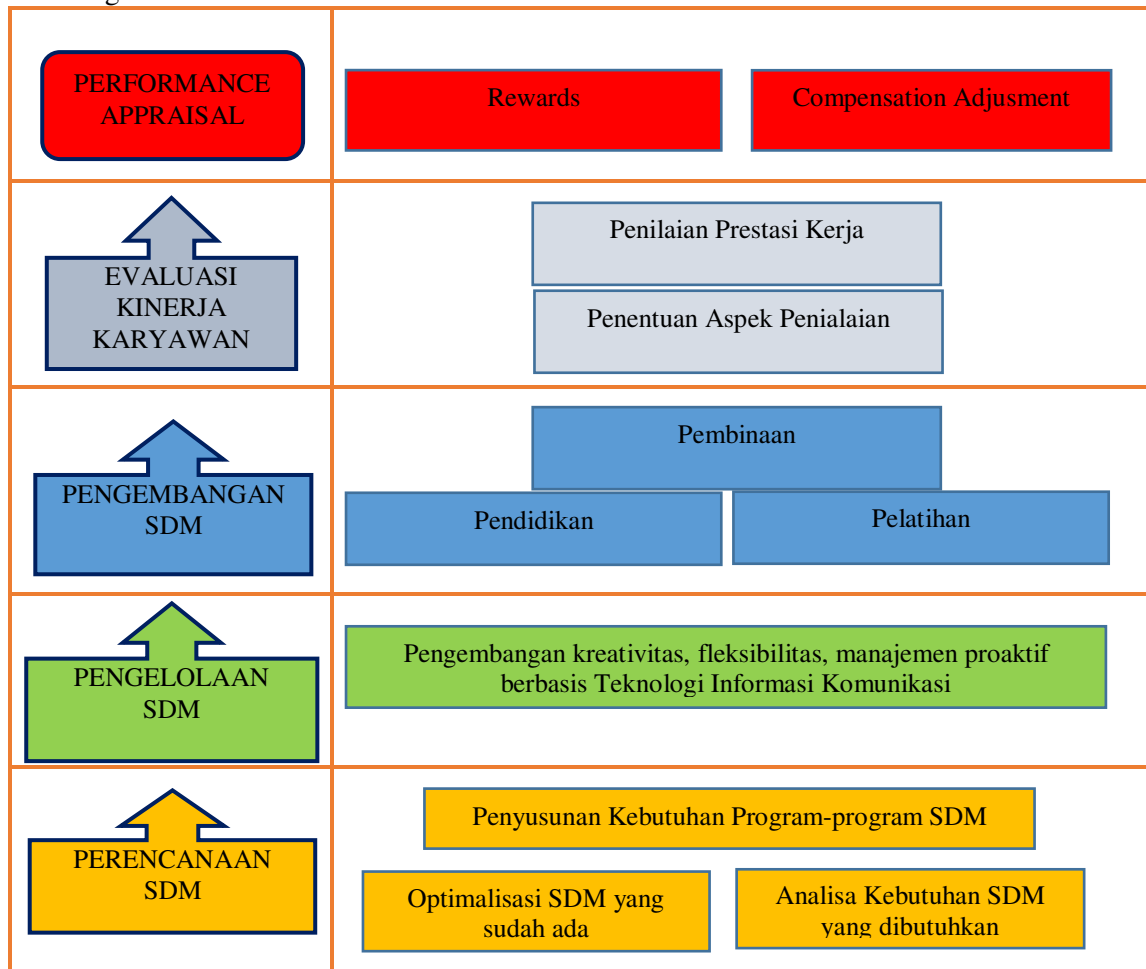 PERFORMANCE
APPRAISAL
Rewards
Compensation Adjusment
EVALUASI
KINERJA
KARYAWAN
Penilaian Prestasi Kerja
Penentuan Aspek Penialaian
PENGEMBANGAN
SDM
Pembinaan
Pendidikan
Pelatihan
PENGELOLAAN
SDM
Pengembangan kreativitas, fleksibilitas, manajemen proaktif
berbasis Teknologi Informasi Komunikasi
PERENCANAAN
SDM
Penyusunan Kebutuhan Program-program SDM
Optimalisasi SDM yang
sudah ada
Analisa Kebutuhan SDM
yang dibutuhkan